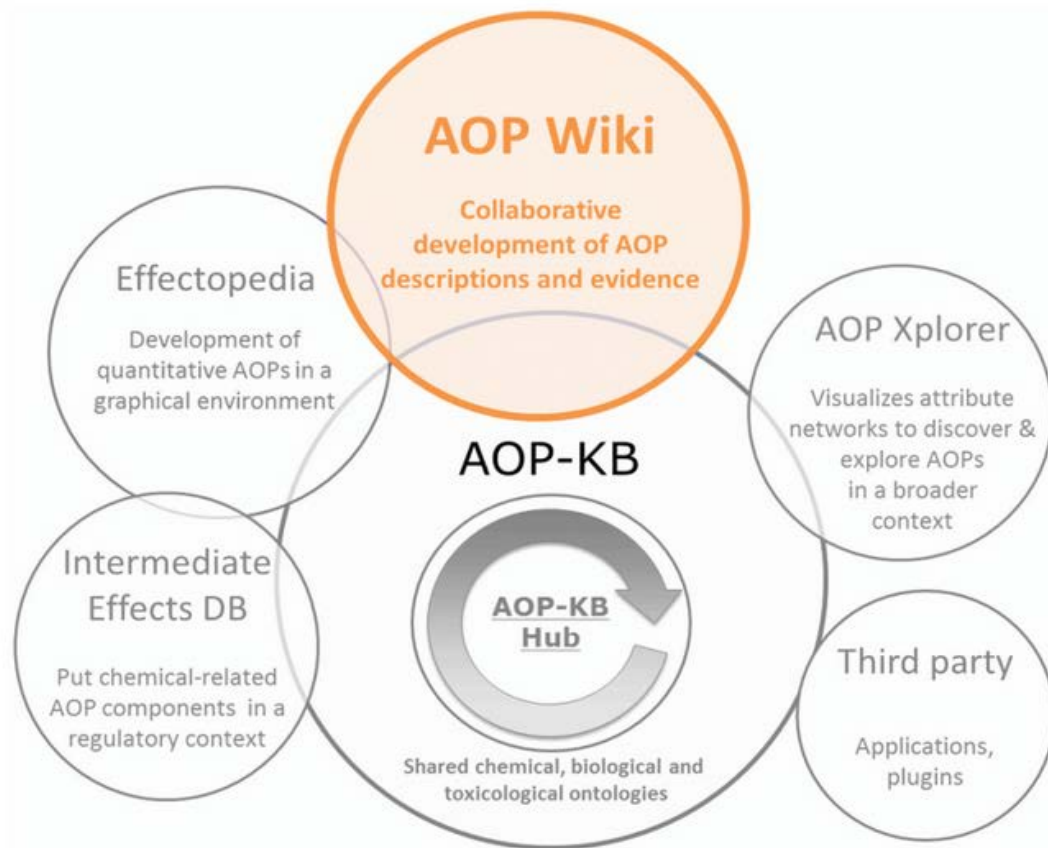 AOP Wiki
Collaborative
development of AOP
descriptions and evidence
Effectopedia
Development of
quantitative AOPs in a
graphical environment
AOP Xplorer
Visualizes attribute
networks to discover &
explore AOPs
in a broader
context
AOP-KB
Intermediate
Effects DB
Put chemical-related
AOP components in a
regulatory context
AOP-KB
Hub
Shared chemical, biological and
toxicological ontologies
Third party
Applications,
plugins